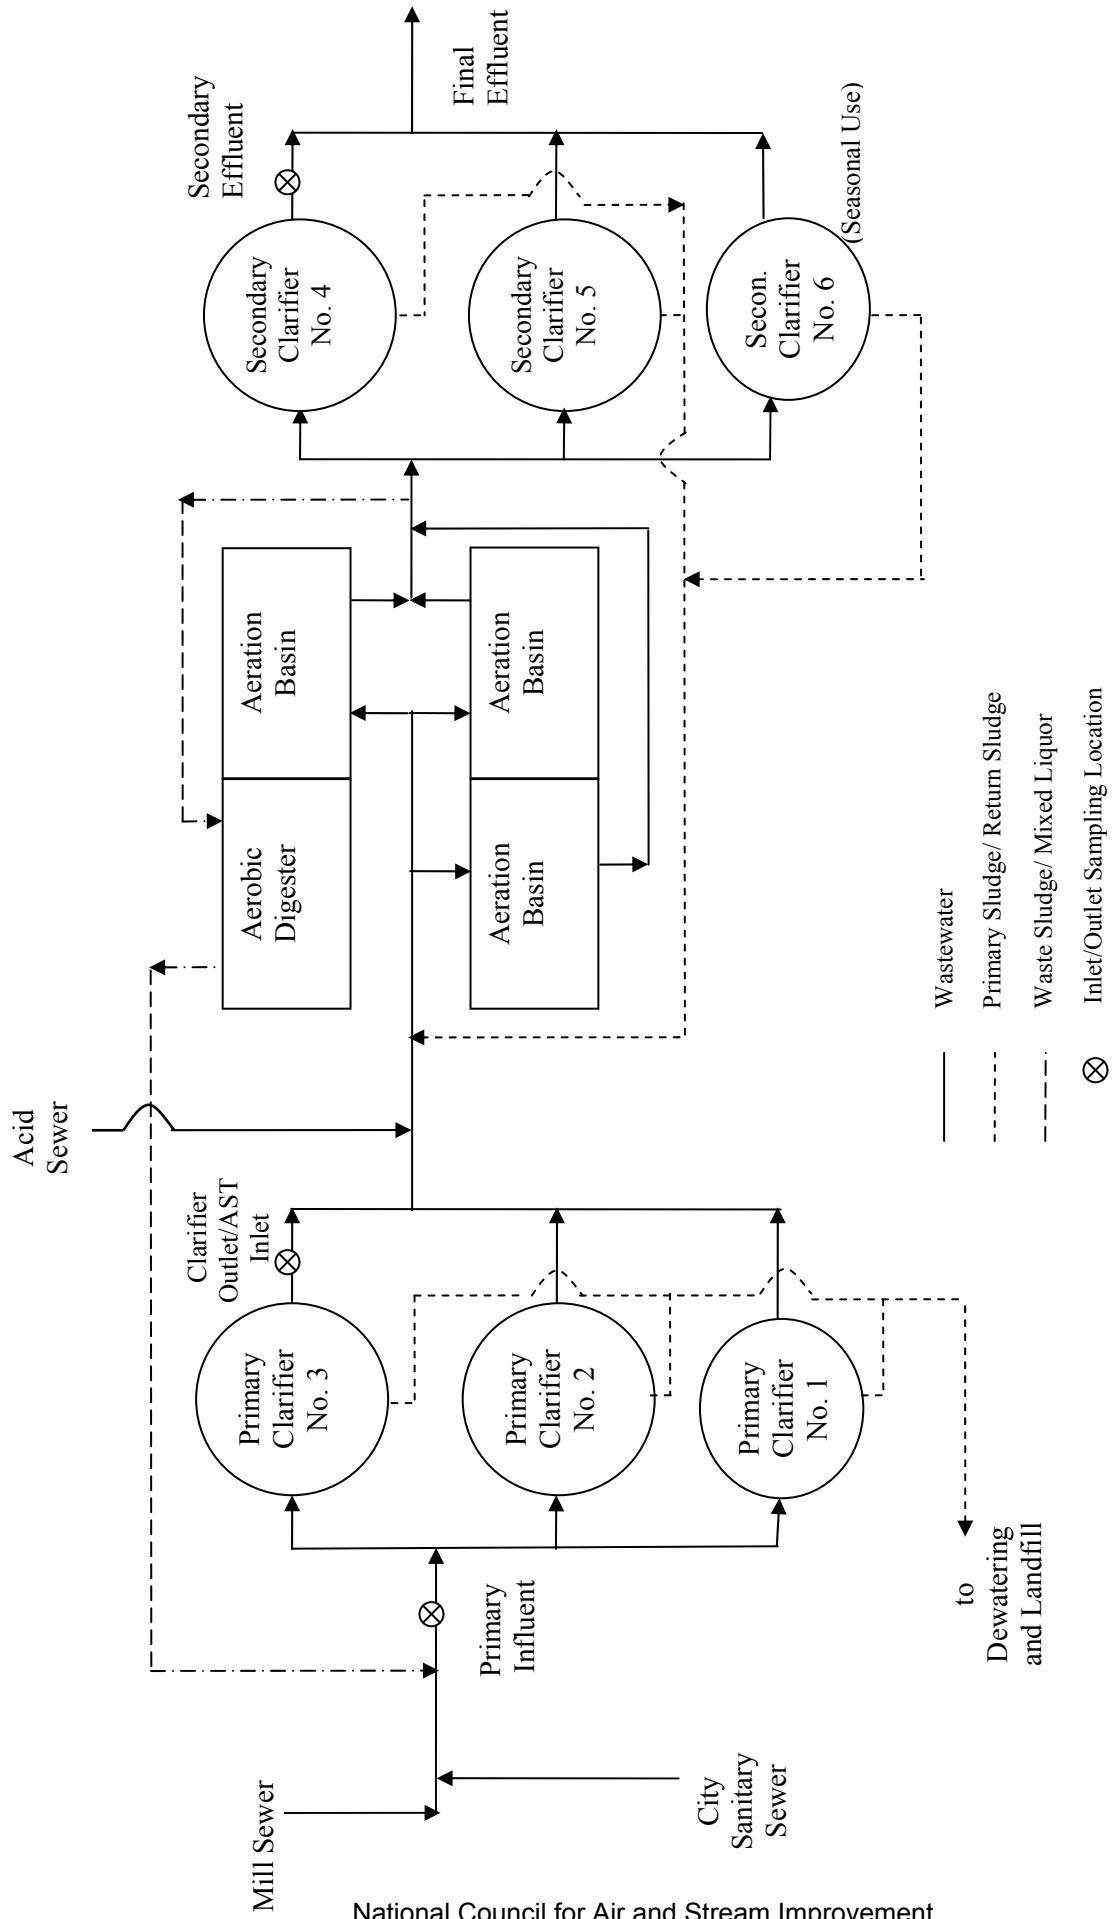 Mill Sewer
City
Sanitary
Sewer
Primary
Influent
Primary
Clarifier
No. 3
Primary
Clarifier
No. 2
Primary
Clarifier
No. 1
to
Dewatering
and Landfill
Clarifier
Outlet/AST
Inlet
Acid
Sewer
Aerobic
Digester
Aeration
Basin
Aeration
Basin
Aeration
Basin
Secondary
Clarifier
No. 4
Secondary
Clarifier
No. 5
Secon.
Clarifier
No. 6
(Seasonal Use)
Secondary
Effluent
Final
Effluent
Wastewater
Primary Sludge/ Return Sludge
Waste Sludge/ Mixed Liquor
Inlet/Outlet Sampling Location
National Council for Air and Stream Improvement